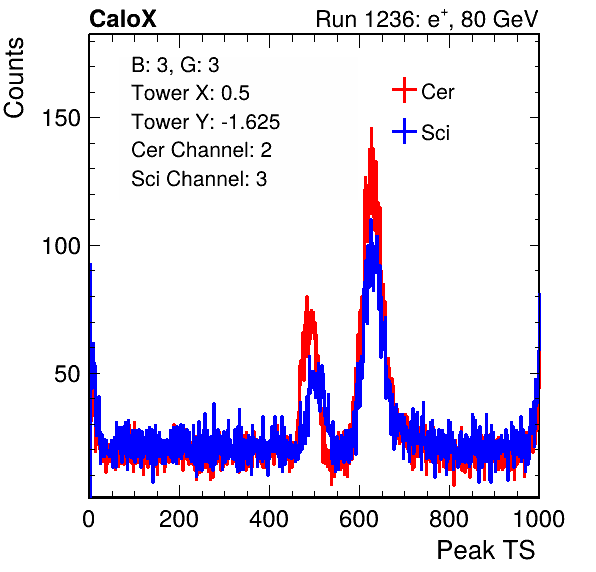 CaloX Run 1236: e+, 80 GeV
Counts
B: 3, G: 3
Tower X: 0.5
Tower Y: -1.625
Cer Channel: 2
Sci Channel: 3
Cer
Sci
150
100
50
0 200 400 600 800 1000
Peak TS